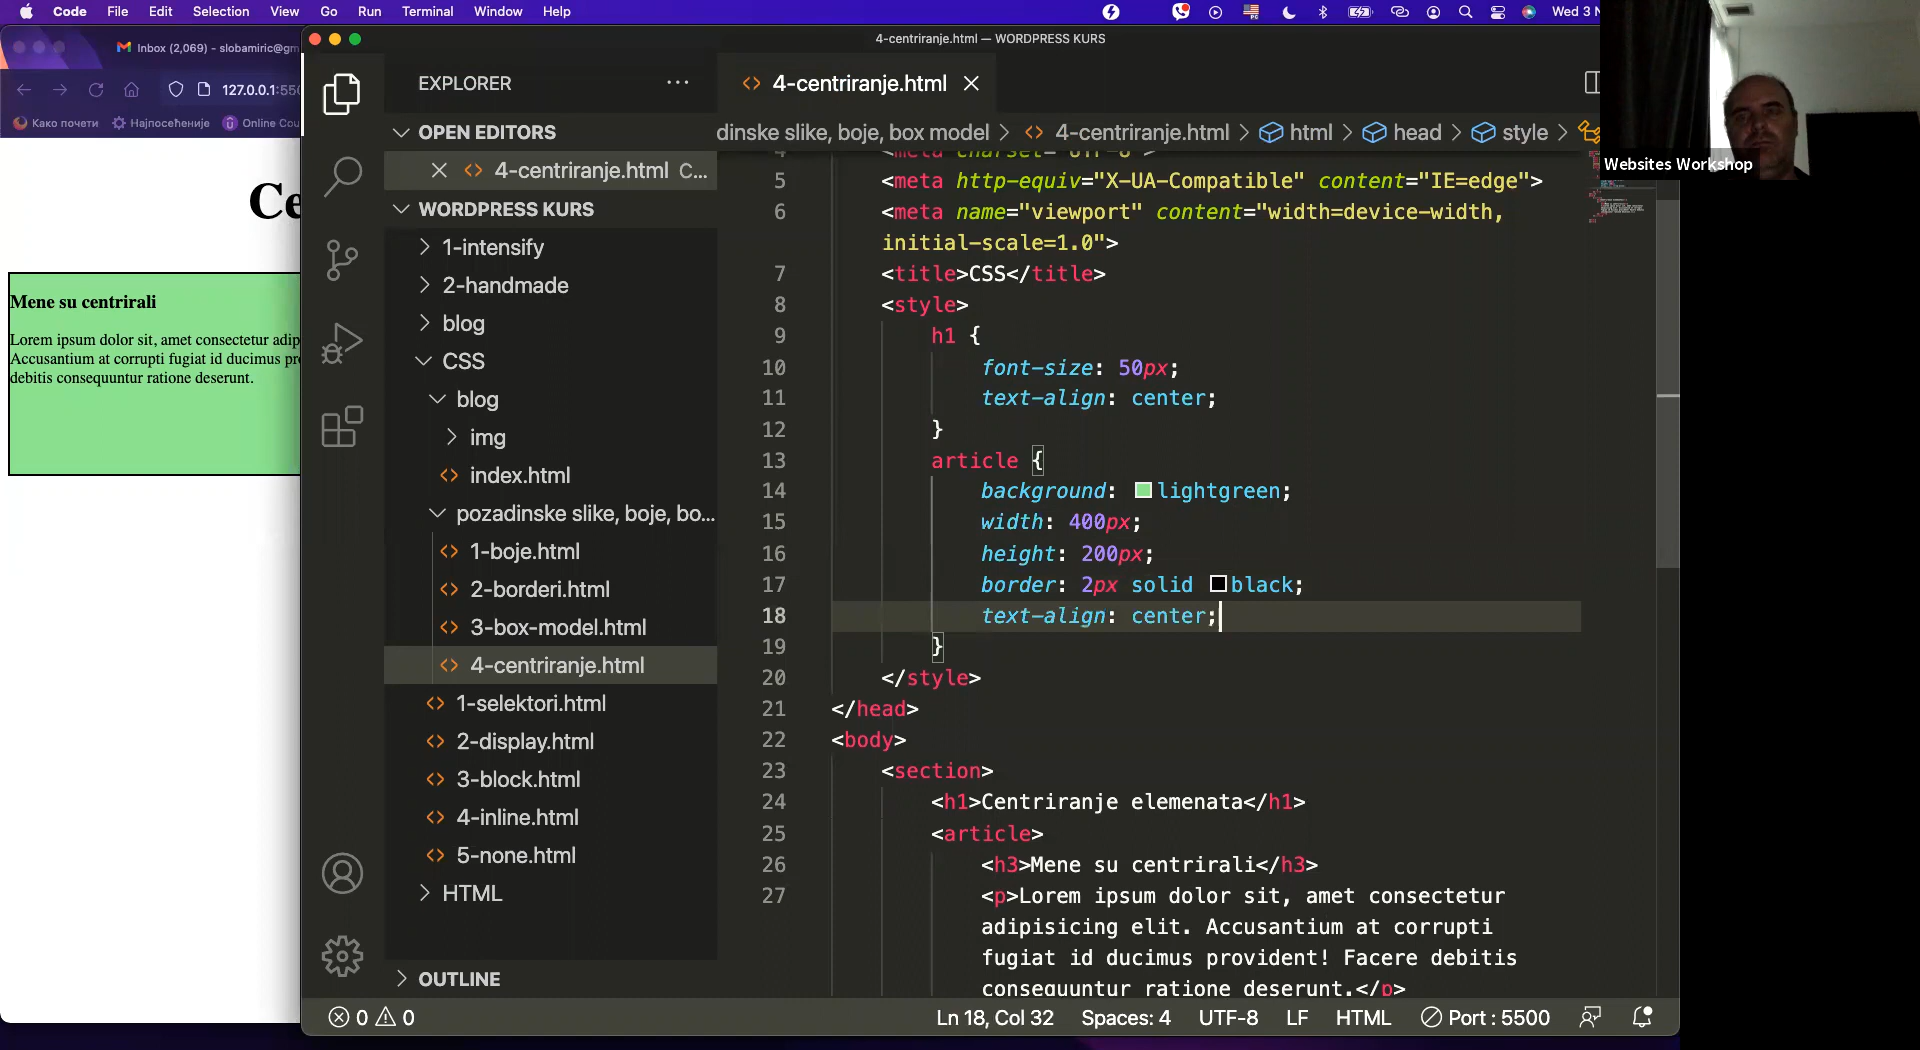 Code File Edit Selection View Go Run Terminal Window Help Wed 3
Inbox (2,069) - slobamiric@gm
127.0.0.1:550
Како почети Најпосећеније Online Cou
Ce
Mene su centrirali
Lorem ipsum dolor sit, amet consectetur adip
Accusantium at corrupti fugiat id ducimus pro
debitis consequuntur ratione deserunt.
4-centriranje.html — WORDPRESS KURS
EXPLORER
OPEN EDITORS
4-centriranje.html C...
WORDPRESS KURS
1-intensify
2-handmade
blog
CSS
blog
img
index.html
pozadinske slike, boje, bo...
1-boje.html
2-borderi.html
3-box-model.html
4-centriranje.html
1-selektori.html
2-display.html
3-block.html
4-inline.html
5-none.html
HTML
OUTLINE
4-centriranje.html
dinske slike, boje, box model > 4-centriranje.html > html > head > style >
4 <meta charset="UTF-8">
5 <meta http-equiv="X-UA-Compatible" content="IE=edge">
6 <meta name="viewport" content="width=device-width,
initial-scale=1.0">
7 <title>CSS</title>
8 <style>
9 h1 {
10 font-size: 50px;
11 text-align: center;
12 }
13 article {
14 background: lightgreen;
15 width: 400px;
16 height: 200px;
17 border: 2px solid black;
18 text-align: center;
19 }
20 </style>
21 </head>
22 <body>
23 <section>
24 <h1>Centriranje elemenata</h1>
25 <article>
26 <h3>Mene su centrirali</h3>
27 <p>Lorem ipsum dolor sit, amet consectetur
adipisicing elit. Accusantium at corrupti
fugiat id ducimus provident! Facere debitis
consequuntur ratione deserunt.</p>
0 0 Ln 18, Col 32 Spaces: 4 UTF-8 LF HTML Port : 5500
Websites Workshop